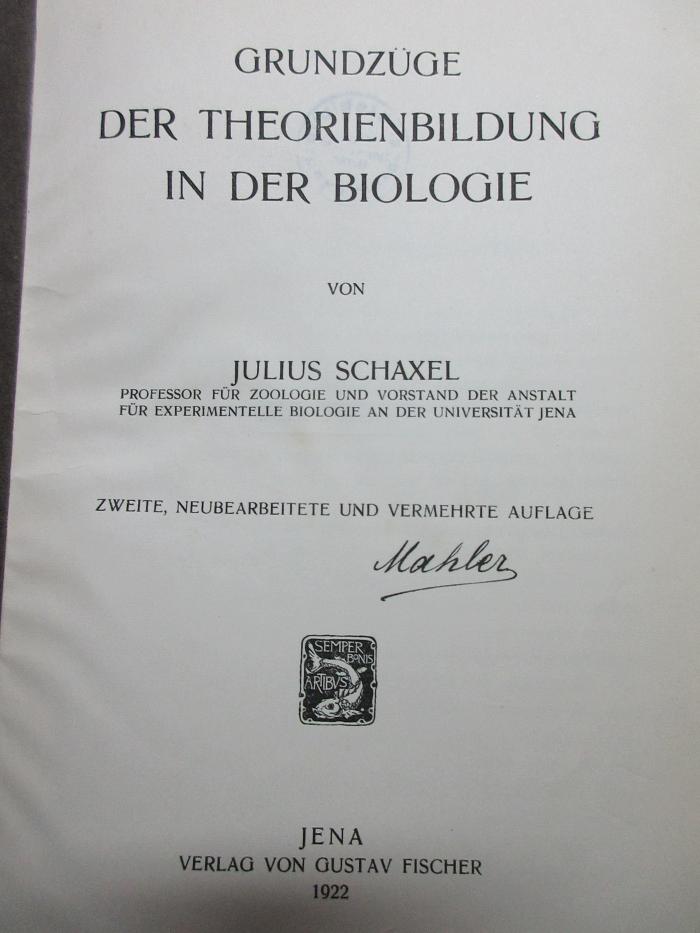 GRUNDZÜGE
DER THEORIENBILDUNG
IN DER BIOLOGIE
VON
JULIUS SCHAXEL
PROFESSOR FÜR ZOOLOGIE UND VORSTAND DER ANSTALT
FÜR EXPERIMENTELLE BIOLOGIE AN DER UNIVERSITÄT JENA
ZWEITE, NEUBEARBEITETE UND VERMEHRTE AUFLAGE
Mahler
SEMPER
BONIS
ARTIBVS
JENA
VERLAG VON GUSTAV FISCHER
1922